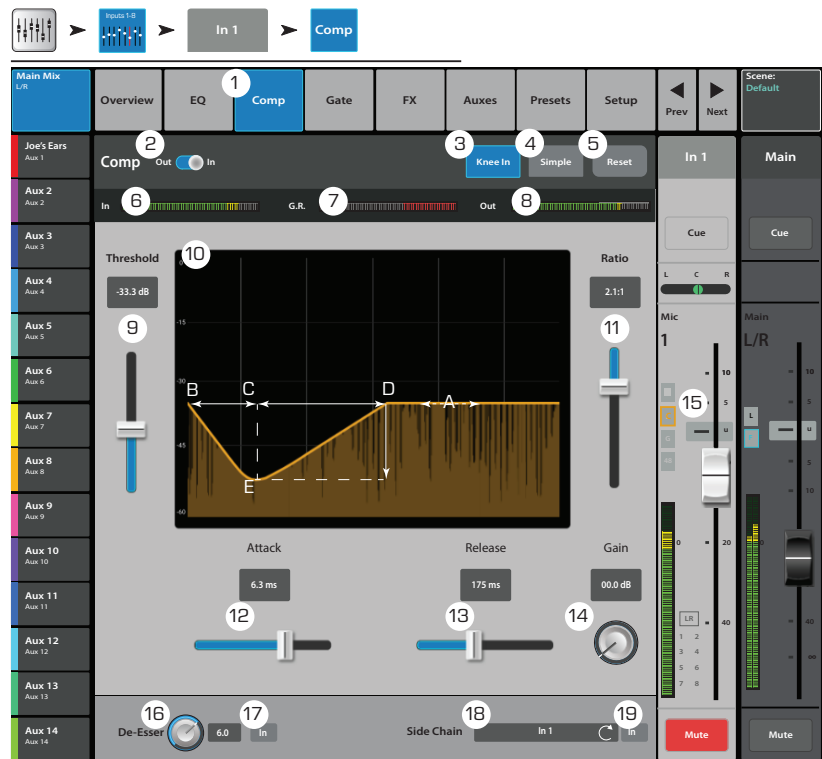 Inputs 1-8
In 1
Comp
Main Mix
L/R
Overview
EQ
1
Comp
Gate
FX
Auxes
Presets
Setup
Prev
Next
Scene:
Default
Joe's Ears
Aux 1
Aux 2
Aux 2
Aux 3
Aux 3
Aux 4
Aux 4
Aux 5
Aux 5
Aux 6
Aux 6
Aux 7
Aux 7
Aux 8
Aux 8
Aux 9
Aux 9
Aux 10
Aux 10
Aux 11
Aux 11
Aux 12
Aux 12
Aux 13
Aux 13
Aux 14
Aux 14
Comp
2
Out
In
3
Knee In
4
Simple
5
Reset
In
6
G.R.
7
Out
8
Threshold
-33.3 dB
9
10
0
-15
-30
-45
-60
B
C
D
A
E
Ratio
2.1:1
11
Attack
6.3 ms
12
Release
175 ms
13
Gain
00.0 dB
14
De-Esser
16
6.0
17
In
Side Chain
18
In 1
19
In
In 1
Cue
L C R
Mic
1
10
15
5
u
0
20
LR
40
1 2
3 4
5 6
7 8
Mute
Main
Cue
Main
L/R
10
5
L
u
5
10
20
40
∞
Mute